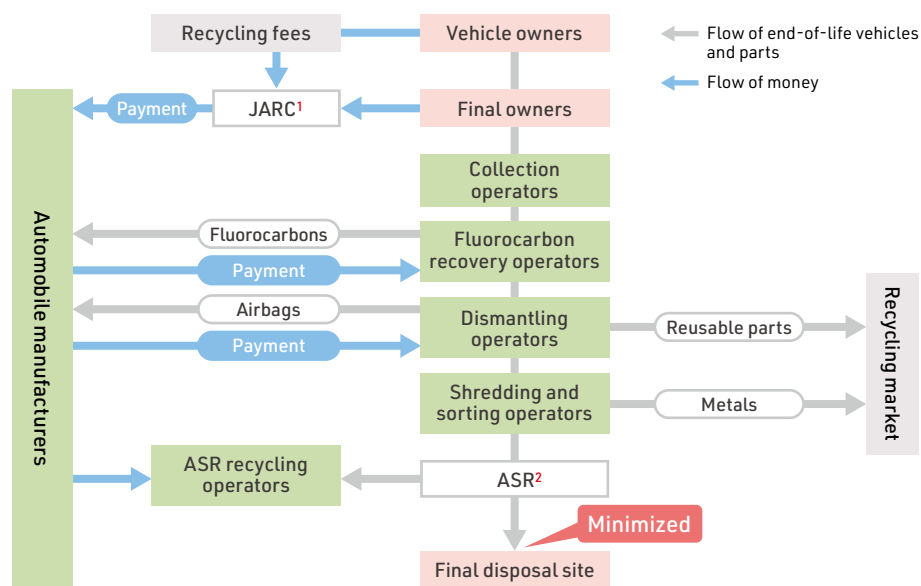 Recycling fees
Vehicle owners
Flow of end-of-life vehicles
and parts
Flow of money
Payment
JARC1
Final owners
Collection
operators
Automobile manufacturers
Fluorocarbons
Fluorocarbon
recovery operators
Payment
Airbags
Dismantling
operators
Reusable parts
Recycling market
Payment
Shredding and
sorting operators
Metals
ASR recycling
operators
ASR2
Minimized
Final disposal site